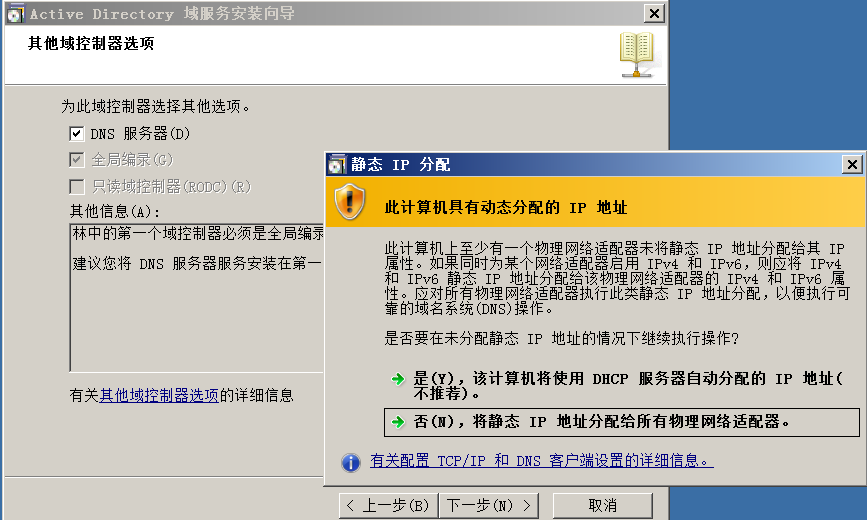 Active Directory 域服务安装向导
其他域控制器选项
为此域控制器选择其他选项。
DNS 服务器(D)
全局编录(G)
只读域控制器(RODC)(R)
其他信息(A):
林中的第一个域控制器必须是全局编录
建议您将 DNS 服务器服务安装在第一
有关其他域控制器选项的详细信息
静态 IP 分配
此计算机具有动态分配的 IP 地址
此计算机上至少有一个物理网络适配器未将静态 IP 地址分配给其 IP
属性。如果同时为某个网络适配器启用 IPv4 和 IPv6，则应将 IPv4
和 IPv6 静态 IP 地址分配给该物理网络适配器的 IPv4 和 IPv6 属
性。应对所有物理网络适配器执行此类静态 IP 地址分配，以便执行可
靠的域名系统(DNS)操作。
是否要在未分配静态 IP 地址的情况下继续执行操作?
是(Y)，该计算机将使用 DHCP 服务器自动分配的 IP 地址(
不推荐)。
否(N)，将静态 IP 地址分配给所有物理网络适配器。
有关配置 TCP/IP 和 DNS 客户端设置的详细信息。
< 上一步(B)
下一步(N) >
取消